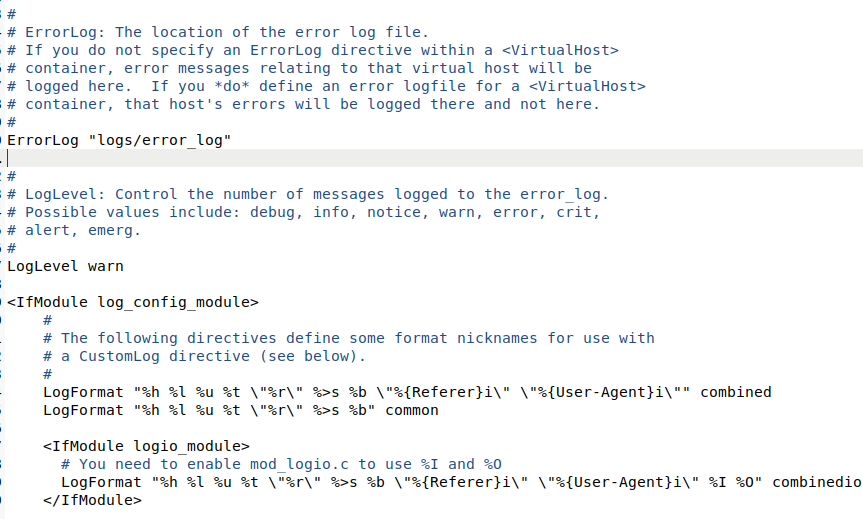 #
# ErrorLog: The location of the error log file.
# If you do not specify an ErrorLog directive within a <VirtualHost>
# container, error messages relating to that virtual host will be
# logged here.  If you *do* define an error logfile for a <VirtualHost>
# container, that host's errors will be logged there and not here.
#
ErrorLog "logs/error_log"

#
# LogLevel: Control the number of messages logged to the error_log.
# Possible values include: debug, info, notice, warn, error, crit,
# alert, emerg.
#
LogLevel warn

<IfModule log_config_module>
    #
    # The following directives define some format nicknames for use with
    # a CustomLog directive (see below).
    #
    LogFormat "%h %l %u %t \"%r\" %>s %b \"%{Referer}i\" \"%{User-Agent}i\"" combined
    LogFormat "%h %l %u %t \"%r\" %>s %b" common

    <IfModule logio_module>
      # You need to enable mod_logio.c to use %I and %O
      LogFormat "%h %l %u %t \"%r\" %>s %b \"%{Referer}i\" \"%{User-Agent}i\" %I %O" combinedio
    </IfModule>